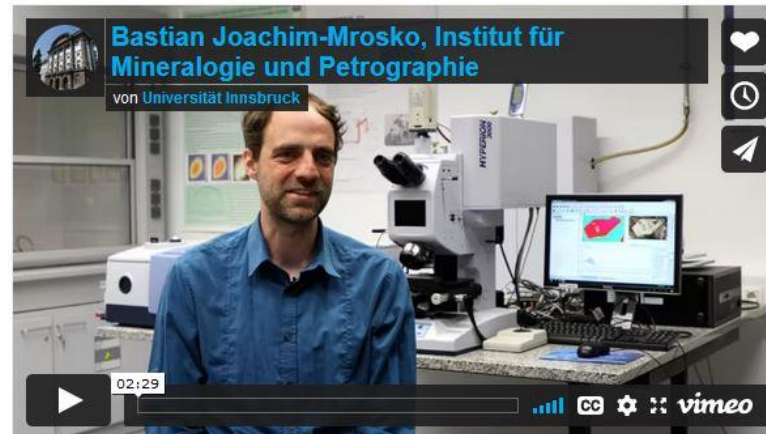 Bastian Joachim-Mrosko, Institut für
Mineralogie und Petrographie
von Universität Innsbruck
HYPERION
3000
02:29
CC
vimeo